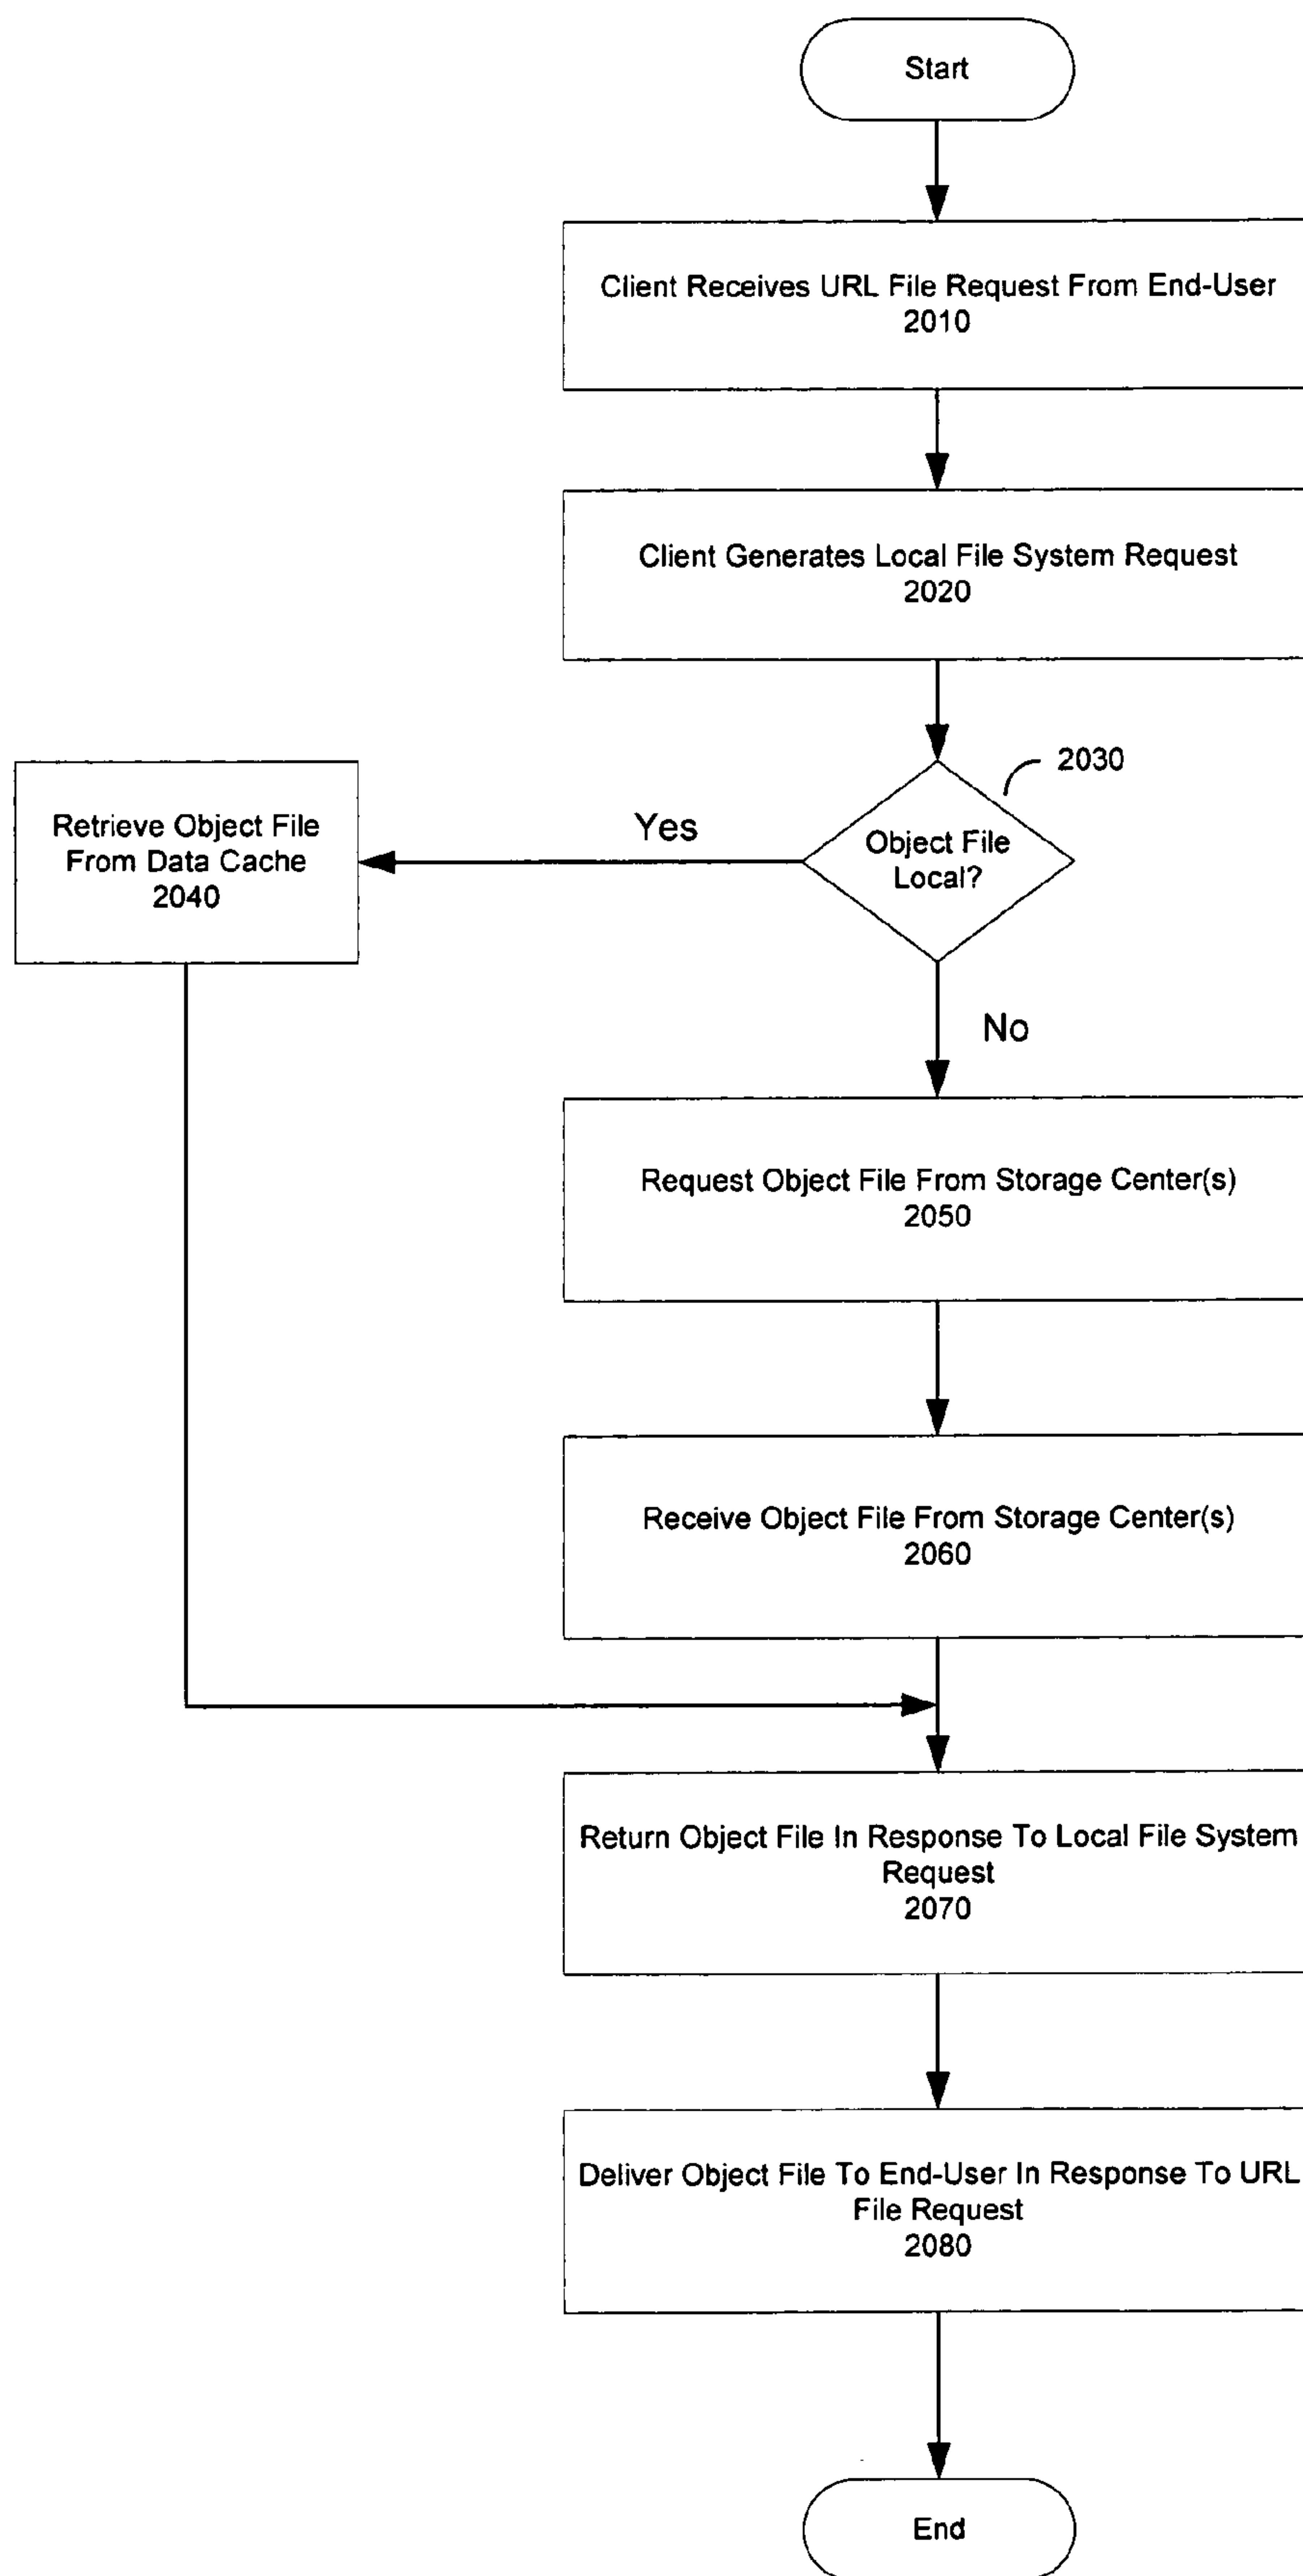 Start
Client Receives URL File Request From End-User
2010
Client Generates Local File System Request
2020
2030
Object File
Local?
Yes
Retrieve Object File
From Data Cache
2040
No
Request Object File From Storage Center(s)
2050
Receive Object File From Storage Center(s)
2060
Return Object File In Response To Local File System
Request
2070
Deliver Object File To End-User In Response To URL
File Request
2080
End